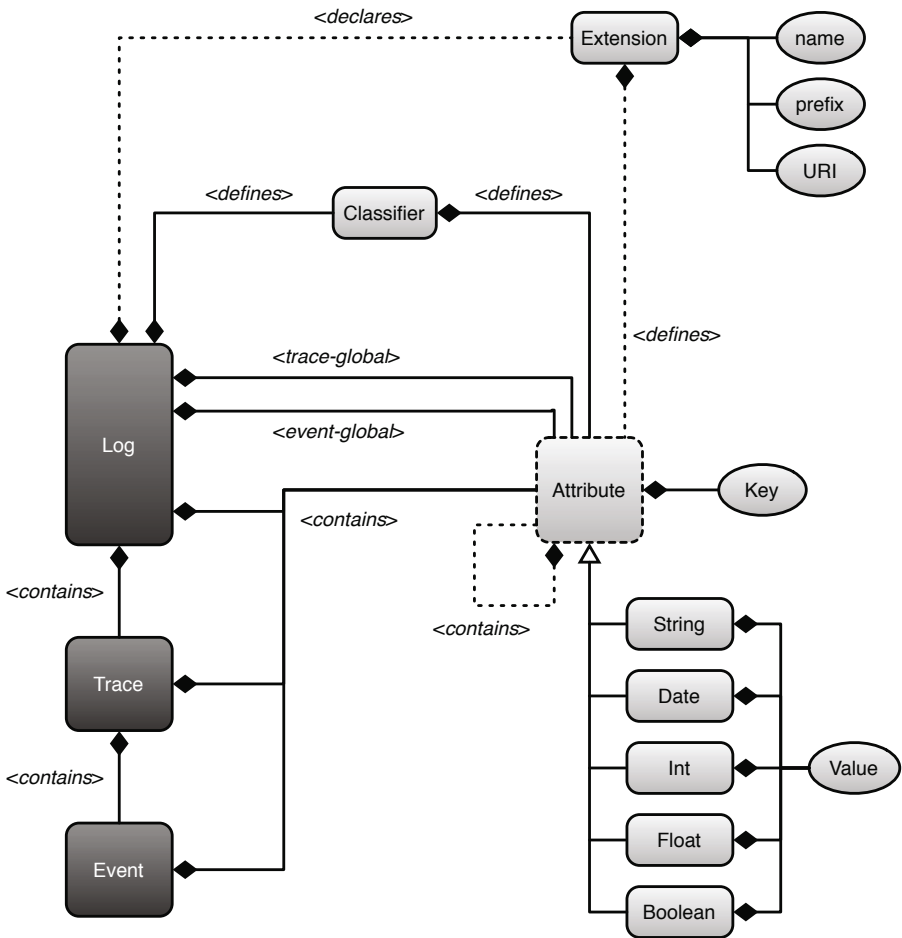 <declares>
Extension
name
prefix
URI
<defines>
Classifier
<defines>
<defines>
<trace-global>
<event-global>
Log
Attribute
Key
<contains>
<contains>
<contains>
String
Trace
Date
<contains>
Int
Value
Float
Event
Boolean